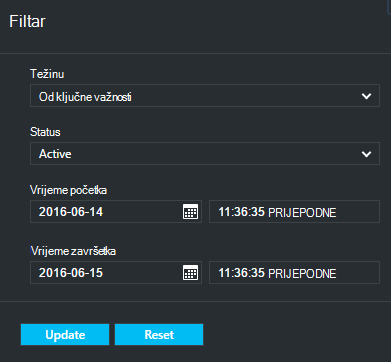 Filtar
Težinu
Od ključne važnosti
Status
Active
Vrijeme početka
2016-06-14 11:36:35 PRIJEPODNE
Vrijeme završetka
2016-06-15 11:36:35 PRIJEPODNE
Update Reset